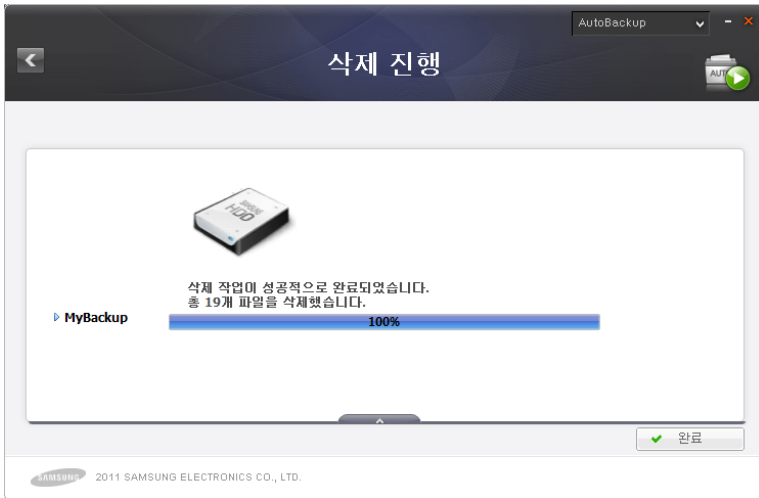 AutoBackup
삭제 진행
AUTO
SAMSUNG
HDD
삭제 작업이 성공적으로 완료되었습니다.
총 19개 파일을 삭제했습니다.
MyBackup
100%
완료
SAMSUNG 2011 SAMSUNG ELECTRONICS CO., LTD.